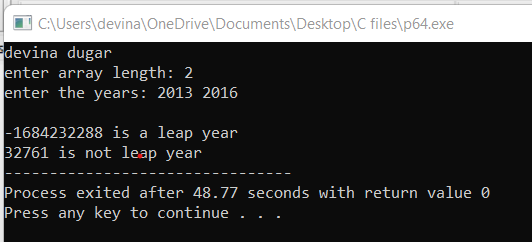 C:\Users\devina\OneDrive\Documents\Desktop\C files\p64.exe
devina dugar
enter array length: 2
enter the years: 2013 2016
-1684232288 is a leap year
32761 is not leap year
--------------------------------
Process exited after 48.77 seconds with return value 0
Press any key to continue . . .